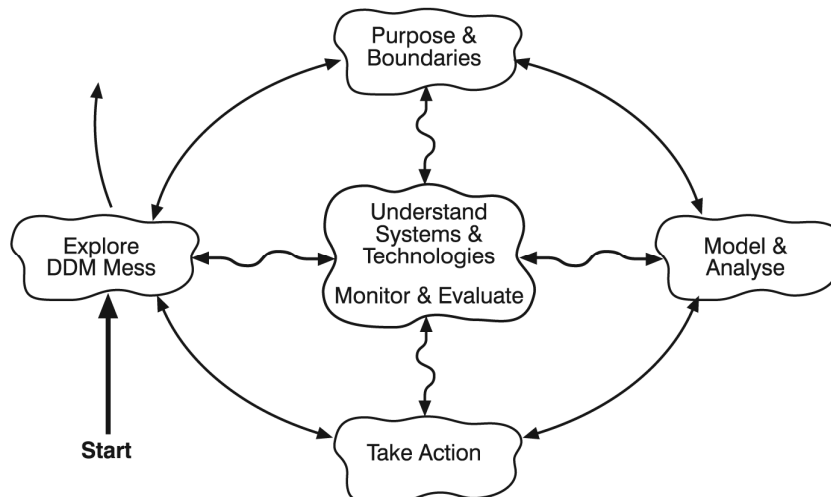 Purpose &
Boundaries
Understand
Systems &
Technologies
Monitor & Evaluate
Explore
DDM Mess
Model &
Analyse
Start
Take Action